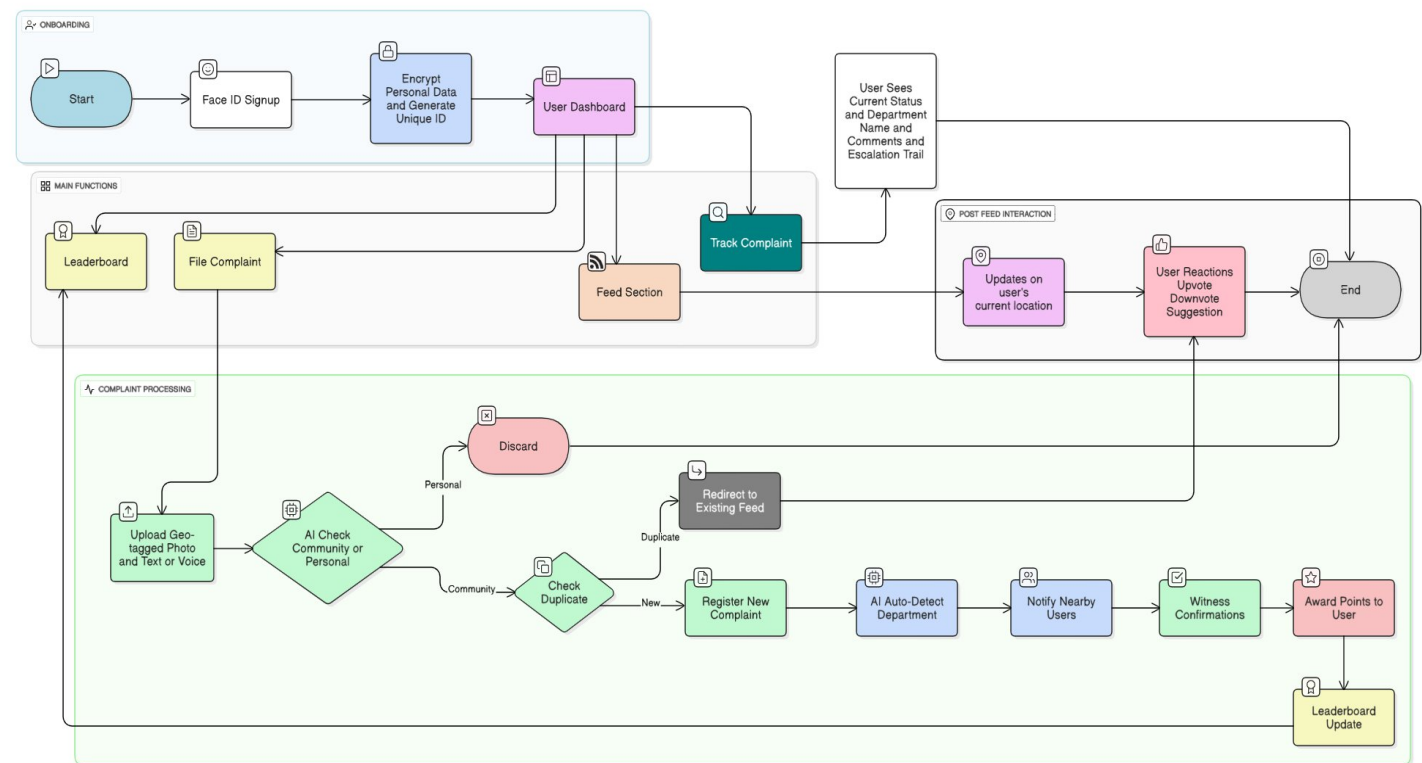 ONBOARDING
Start
Face ID Signup
Encrypt
Personal Data
and Generate
Unique ID
User Dashboard
User Sees
Current Status
and Department
Name and
Comments and
Escalation Trail
MAIN FUNCTIONS
Leaderboard
File Complaint
Feed Section
Track Complaint
POST FEED INTERACTION
Updates on
user's
current location
User Reactions
Upvote
Downvote
Suggestion
End
COMPLAINT PROCESSING
Upload Geo-
tagged Photo
and Text or Voice
AI Check
Community or
Personal
Personal
Discard
Community
Check
Duplicate
Duplicate
Redirect to
Existing Feed
New
Register New
Complaint
AI Auto-Detect
Department
Notify Nearby
Users
Witness
Confirmations
Award Points to
User
Leaderboard
Update